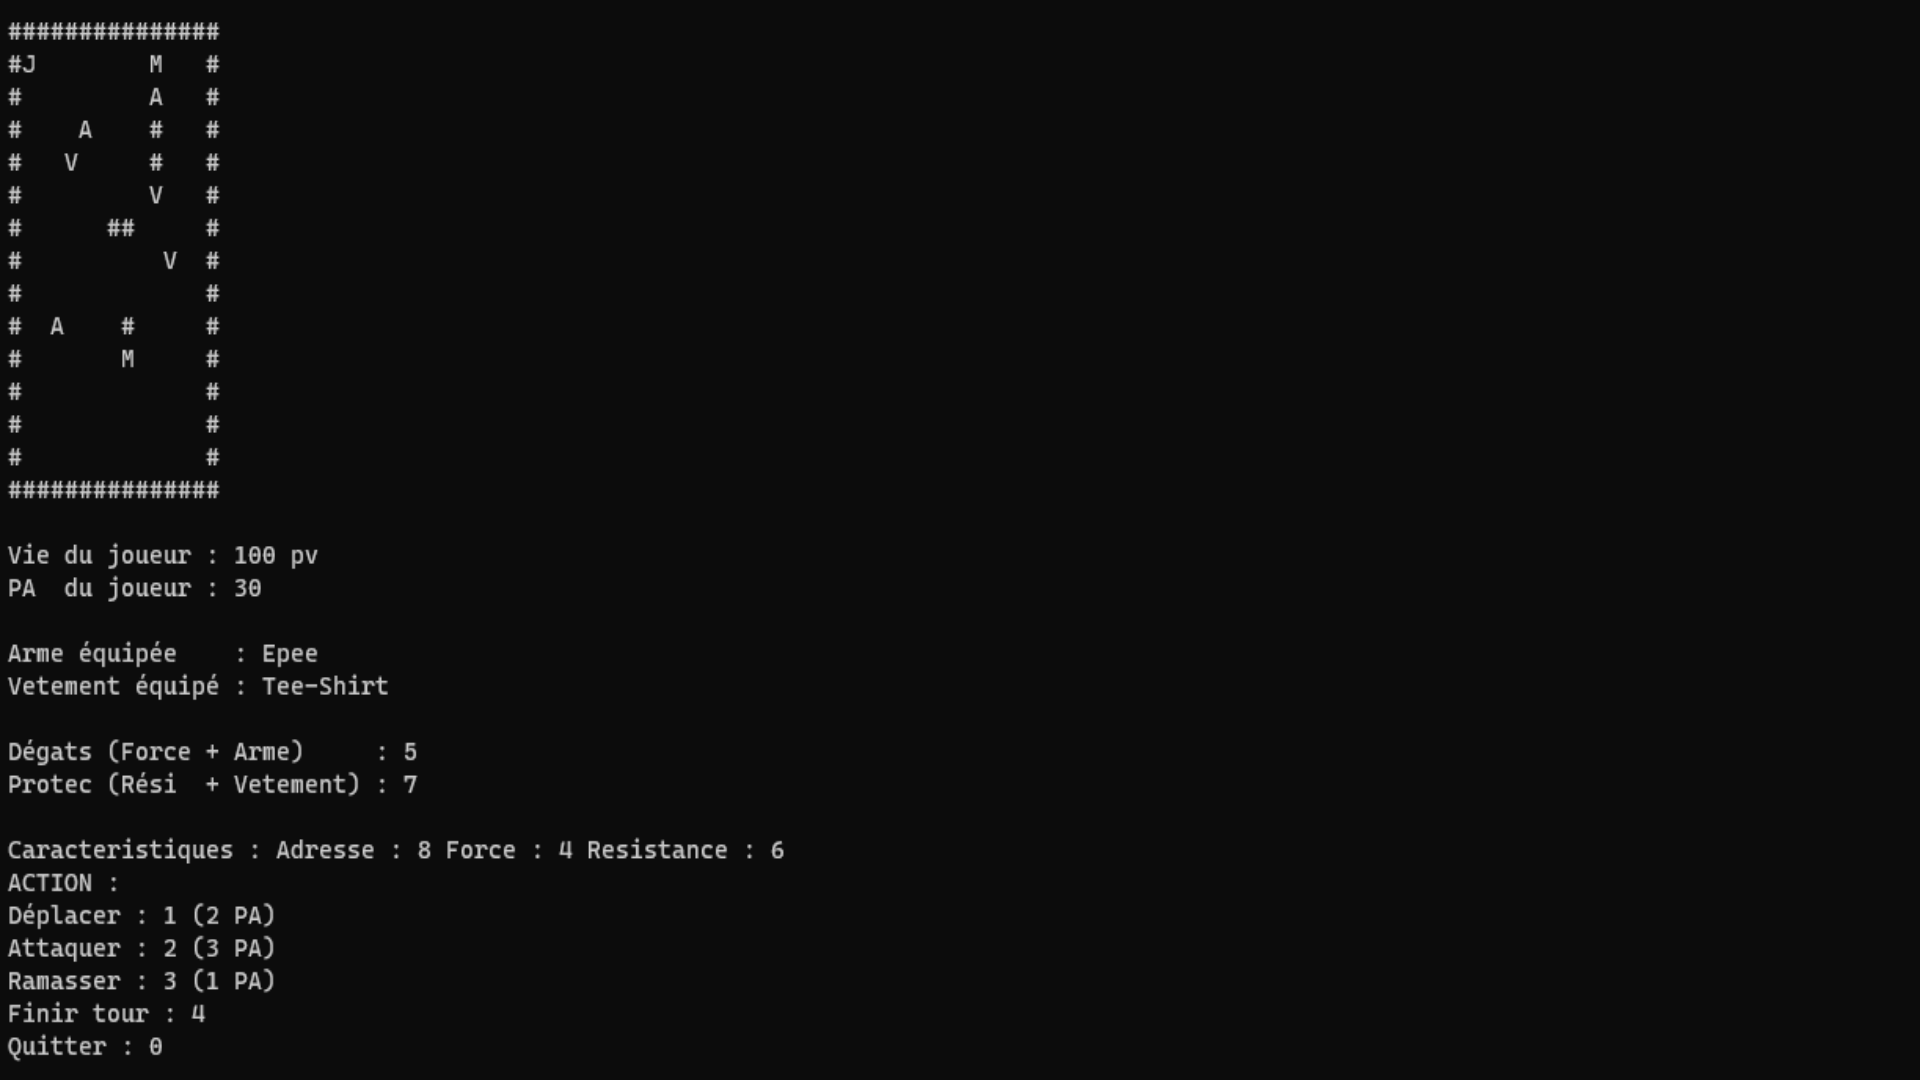 ###############
#J        M   #
#         A   #
#    A    #   #
#   V     #   #
#         V   #
#      ##     #
#          V  #
#             #
#  A    #     #
#       M     #
#             #
#             #
#             #
###############
Vie du joueur : 100 pv
PA  du joueur : 30
Arme équipée    : Epee
Vetement équipé : Tee-Shirt
Dégats (Force + Arme)     : 5
Protec (Rési  + Vetement) : 7
Caracteristiques : Adresse : 8 Force : 4 Resistance : 6
ACTION :
Déplacer : 1 (2 PA)
Attaquer : 2 (3 PA)
Ramasser : 3 (1 PA)
Finir tour : 4
Quitter : 0